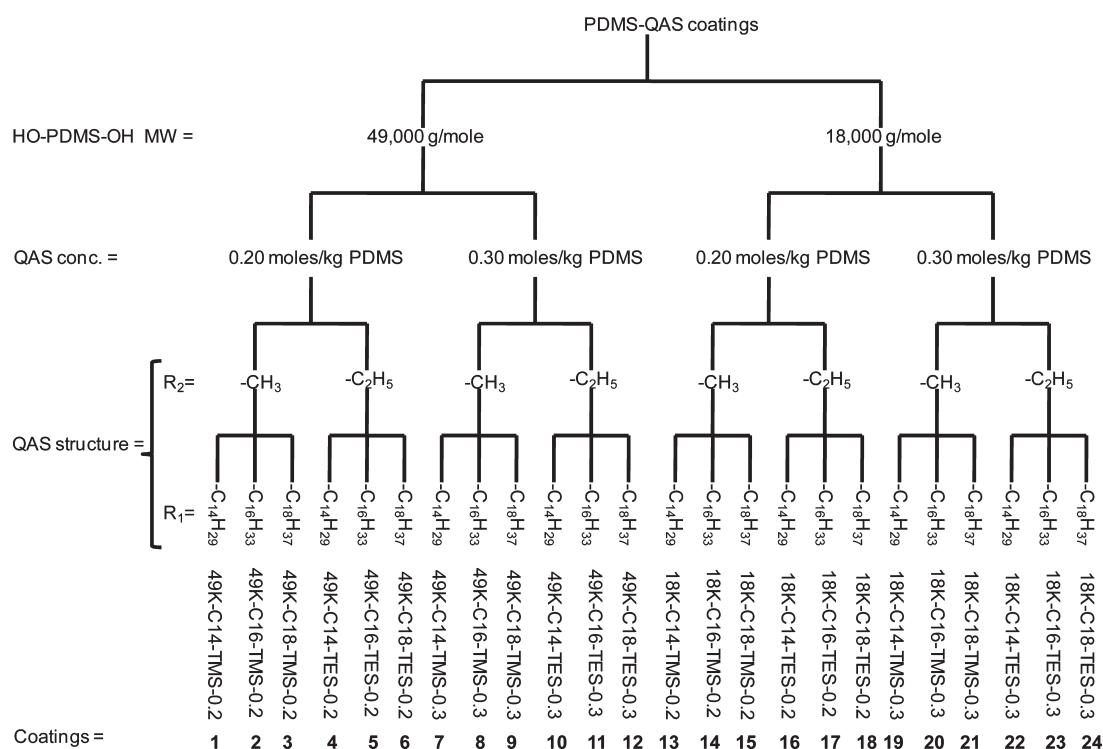 PDMS-QAS coatings
HO-PDMS-OH MW = 49,000 g/mole 18,000 g/mole
QAS conc. = 0.20 moles/kg PDMS 0.30 moles/kg PDMS 0.20 moles/kg PDMS 0.30 moles/kg PDMS
R₂= -CH₃ -C₂H₅ -CH₃ -C₂H₅ -CH₃ -C₂H₅ -CH₃ -C₂H₅
QAS structure =
R₁= -C₁₄H₂₉ -C₁₆H₃₃ -C₁₈H₃₇ -C₁₄H₂₉ -C₁₆H₃₃ -C₁₈H₃₇ -C₁₄H₂₉ -C₁₆H₃₃ -C₁₈H₃₇ -C₁₄H₂₉ -C₁₆H₃₃ -C₁₈H₃₇ -C₁₄H₂₉ -C₁₆H₃₃ -C₁₈H₃₇ -C₁₄H₂₉ -C₁₆H₃₃ -C₁₈H₃₇ -C₁₄H₂₉ -C₁₆H₃₃ -C₁₈H₃₇ -C₁₄H₂₉ -C₁₆H₃₃ -C₁₈H₃₇
49K-C14-TMS-0.2
49K-C16-TMS-0.2
49K-C18-TMS-0.2
49K-C14-TES-0.2
49K-C16-TES-0.2
49K-C18-TES-0.2
49K-C14-TMS-0.3
49K-C16-TMS-0.3
49K-C18-TMS-0.3
49K-C14-TES-0.3
49K-C16-TES-0.3
49K-C18-TES-0.3
18K-C14-TMS-0.2
18K-C16-TMS-0.2
18K-C18-TMS-0.2
18K-C14-TES-0.2
18K-C16-TES-0.2
18K-C18-TES-0.2
18K-C14-TMS-0.3
18K-C16-TMS-0.3
18K-C18-TMS-0.3
18K-C14-TES-0.3
18K-C16-TES-0.3
18K-C18-TES-0.3
Coatings = 1 2 3 4 5 6 7 8 9 10 11 12 13 14 15 16 17 18 19 20 21 22 23 24